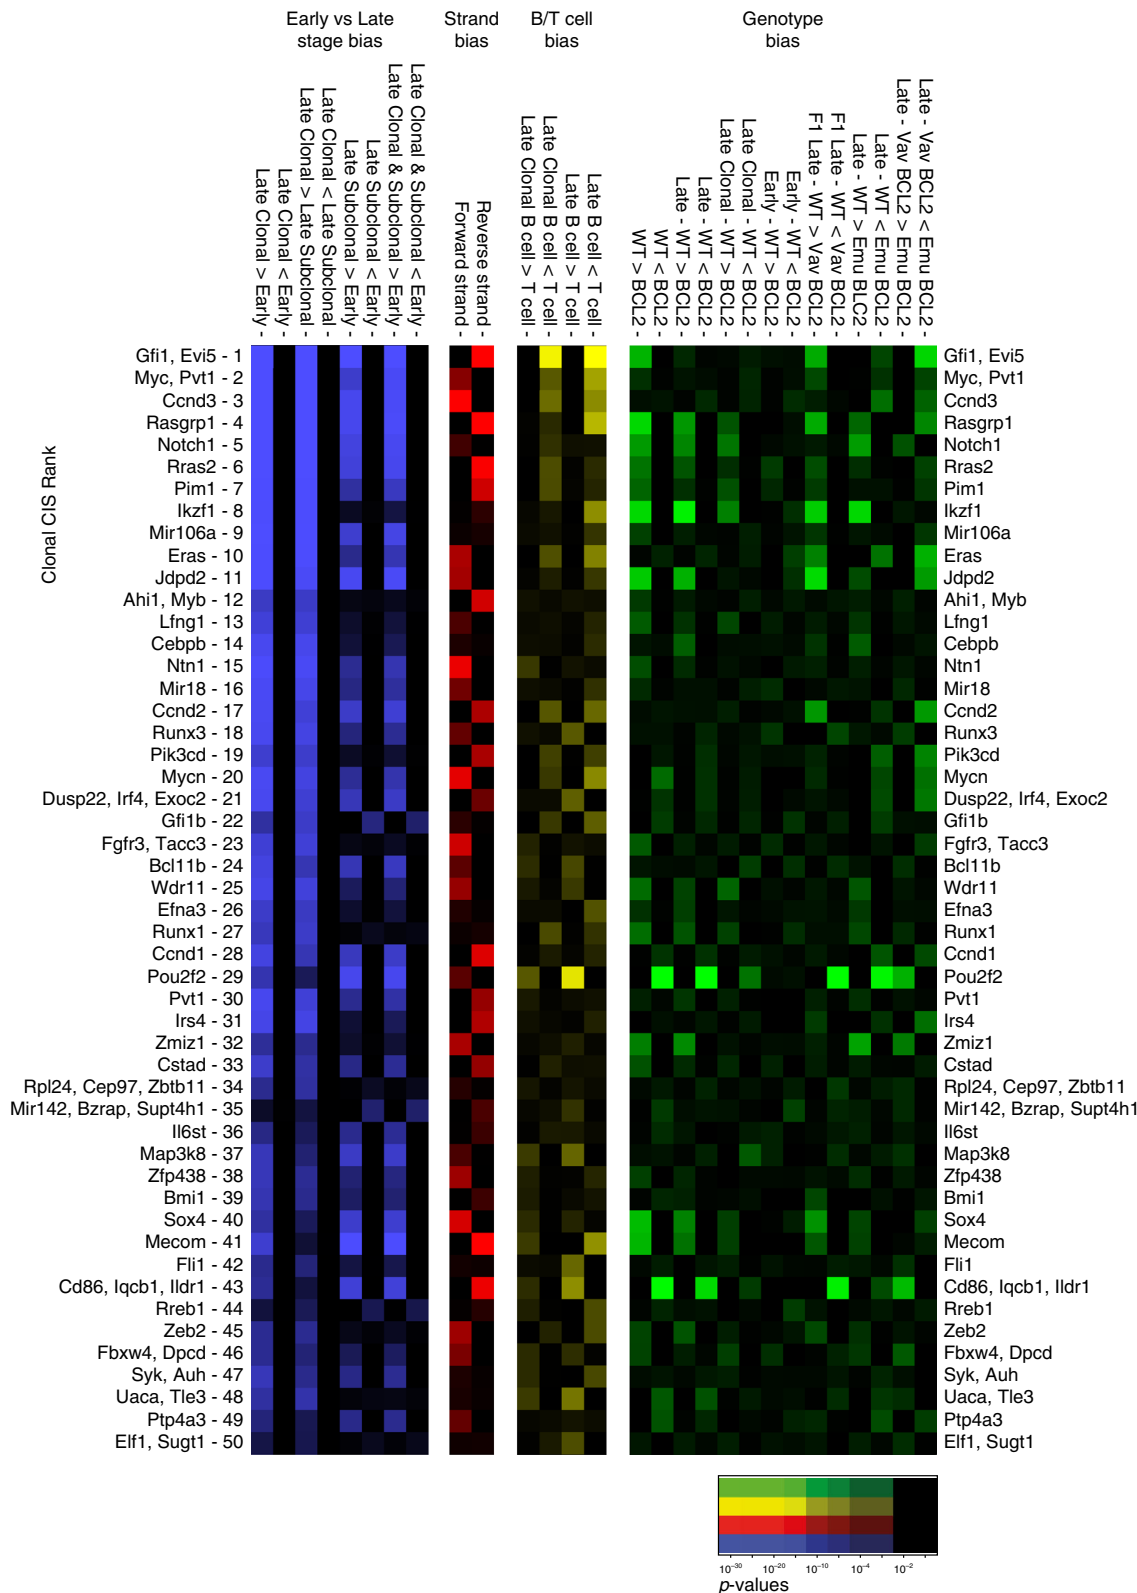 Early vs Late
stage bias
Strand
bias
B/T cell
bias
Genotype
bias
Late Clonal > Early -
Late Clonal < Early -
Late Clonal > Late Subclonal -
Late Clonal < Late Subclonal -
Late Subclonal > Early -
Late Subclonal < Early -
Late Clonal & Subclonal > Early -
Late Clonal & Subclonal < Early -
Forward strand -
Reverse strand -
Late Clonal B cell > T cell -
Late Clonal B cell < T cell -
Late B cell > T cell -
Late B cell < T cell -
WT > BCL2 -
WT < BCL2 -
Late - WT > BCL2 -
Late - WT < BCL2 -
Late Clonal - WT > BCL2 -
Late Clonal - WT < BCL2 -
Early - WT > BCL2 -
Early - WT < BCL2 -
F1 Late - WT > Vav BCL2 -
F1 Late - WT < Vav BCL2 -
Late - WT > Emu BLC2 -
Late - WT < Emu BCL2 -
Late - Vav BCL2 > Emu BCL2 -
Late - Vav BCL2 < Emu BCL2 -
Clonal CIS Rank
Gfi1, Evi5 - 1 Gfi1, Evi5
Myc, Pvt1 - 2 Myc, Pvt1
Ccnd3 - 3 Ccnd3
Rasgrp1 - 4 Rasgrp1
Notch1 - 5 Notch1
Rras2 - 6 Rras2
Pim1 - 7 Pim1
Ikzf1 - 8 Ikzf1
Mir106a - 9 Mir106a
Eras - 10 Eras
Jdpd2 - 11 Jdpd2
Ahi1, Myb - 12 Ahi1, Myb
Lfng1 - 13 Lfng1
Cebpb - 14 Cebpb
Ntn1 - 15 Ntn1
Mir18 - 16 Mir18
Ccnd2 - 17 Ccnd2
Runx3 - 18 Runx3
Pik3cd - 19 Pik3cd
Mycn - 20 Mycn
Dusp22, Irf4, Exoc2 - 21 Dusp22, Irf4, Exoc2
Gfi1b - 22 Gfi1b
Fgfr3, Tacc3 - 23 Fgfr3, Tacc3
Bcl11b - 24 Bcl11b
Wdr11 - 25 Wdr11
Efna3 - 26 Efna3
Runx1 - 27 Runx1
Ccnd1 - 28 Ccnd1
Pou2f2 - 29 Pou2f2
Pvt1 - 30 Pvt1
Irs4 - 31 Irs4
Zmiz1 - 32 Zmiz1
Cstad - 33 Cstad
Rpl24, Cep97, Zbtb11 - 34 Rpl24, Cep97, Zbtb11
Mir142, Bzrap, Supt4h1 - 35 Mir142, Bzrap, Supt4h1
Il6st - 36 Il6st
Map3k8 - 37 Map3k8
Zfp438 - 38 Zfp438
Bmi1 - 39 Bmi1
Sox4 - 40 Sox4
Mecom - 41 Mecom
Fli1 - 42 Fli1
Cd86, Iqcb1, Ildr1 - 43 Cd86, Iqcb1, Ildr1
Rreb1 - 44 Rreb1
Zeb2 - 45 Zeb2
Fbxw4, Dpcd - 46 Fbxw4, Dpcd
Syk, Auh - 47 Syk, Auh
Uaca, Tle3 - 48 Uaca, Tle3
Ptp4a3 - 49 Ptp4a3
Elf1, Sugt1 - 50 Elf1, Sugt1
10⁻³⁰ 10⁻²⁰ 10⁻¹⁰ 10⁻⁴ 10⁻²
p-values